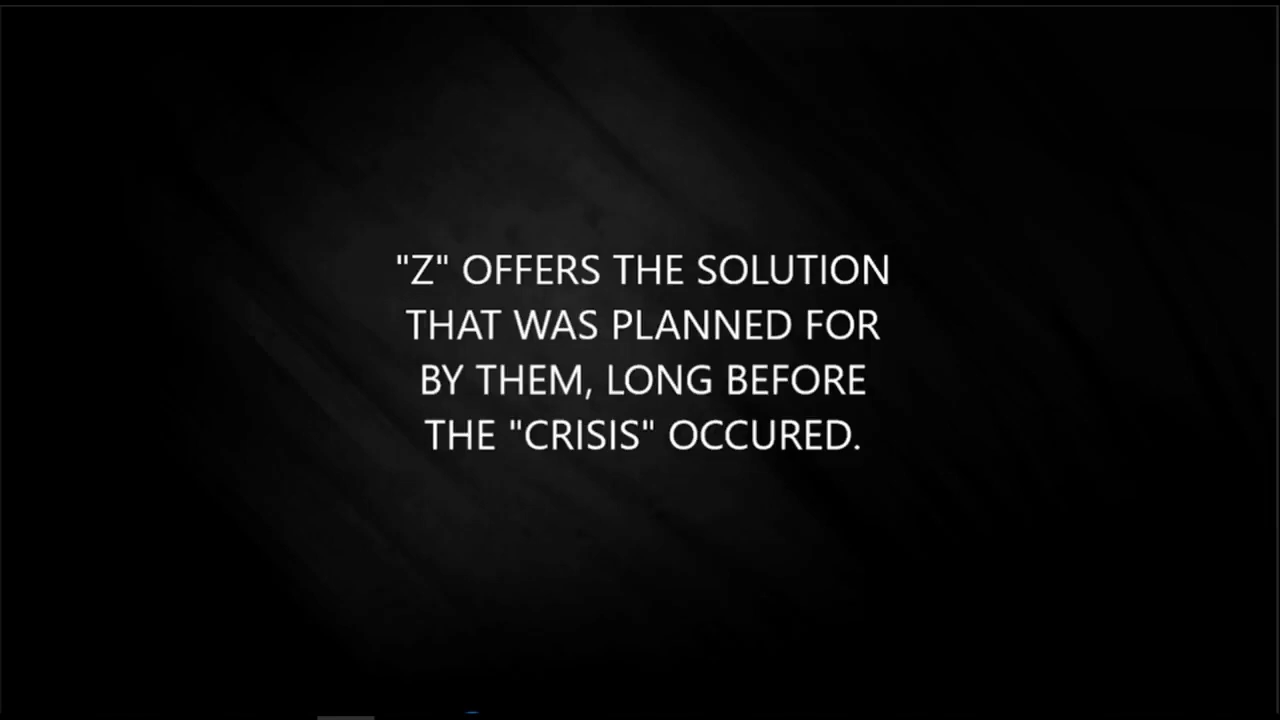 "Z" OFFERS THE SOLUTION
THAT WAS PLANNED FOR
BY THEM, LONG BEFORE
THE "CRISIS" OCCURED.